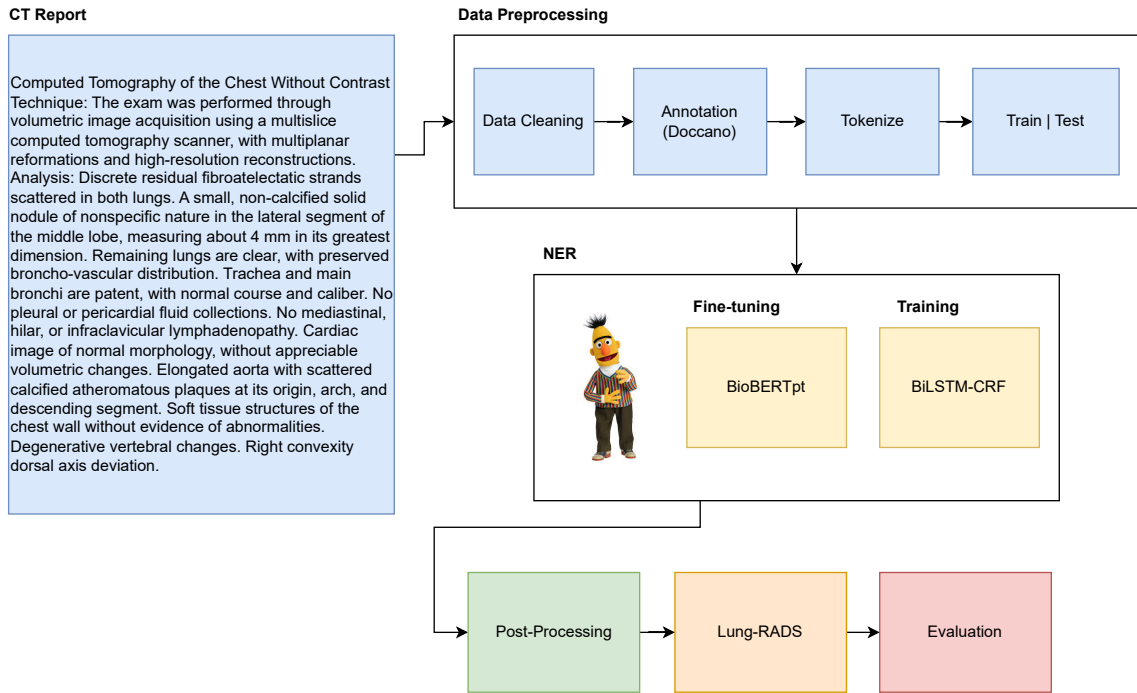 CT Report
Computed Tomography of the Chest Without Contrast
Technique: The exam was performed through
volumetric image acquisition using a multislice
computed tomography scanner, with multiplanar
reformations and high-resolution reconstructions.
Analysis: Discrete residual fibroatelectatic strands
scattered in both lungs. A small, non-calcified solid
nodule of nonspecific nature in the lateral segment of
the middle lobe, measuring about 4 mm in its greatest
dimension. Remaining lungs are clear, with preserved
broncho-vascular distribution. Trachea and main
bronchi are patent, with normal course and caliber. No
pleural or pericardial fluid collections. No mediastinal,
hilar, or infraclavicular lymphadenopathy. Cardiac
image of normal morphology, without appreciable
volumetric changes. Elongated aorta with scattered
calcified atheromatous plaques at its origin, arch, and
descending segment. Soft tissue structures of the
chest wall without evidence of abnormalities.
Degenerative vertebral changes. Right convexity
dorsal axis deviation.
Data Preprocessing
Data Cleaning
Annotation
(Doccano)
Tokenize
Train | Test
NER
Fine-tuning
BioBERTpt
Training
BiLSTM-CRF
Post-Processing
Lung-RADS
Evaluation